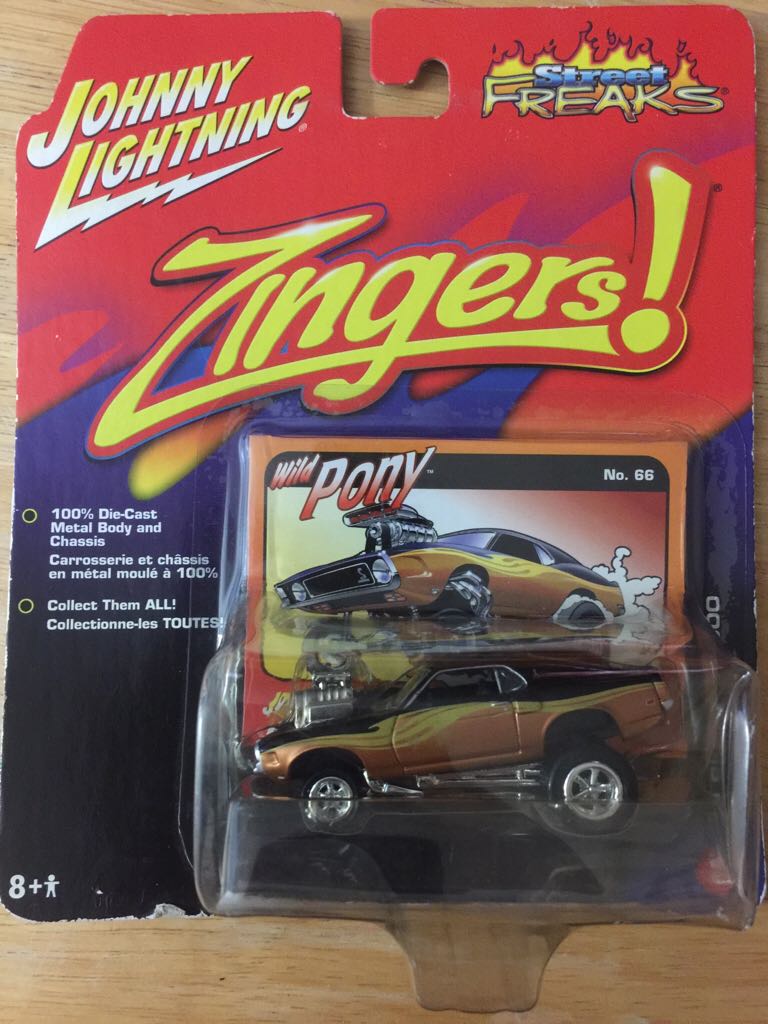 JOHNNY
LIGHTNING®
Street
FREAKS®
Zingers!®
Wild Pony™
No. 66
100% Die-Cast
Metal Body and
Chassis
Carrosserie et châssis
en métal moulé à 100%
Collect Them ALL!
Collectionne-les TOUTES!
8+